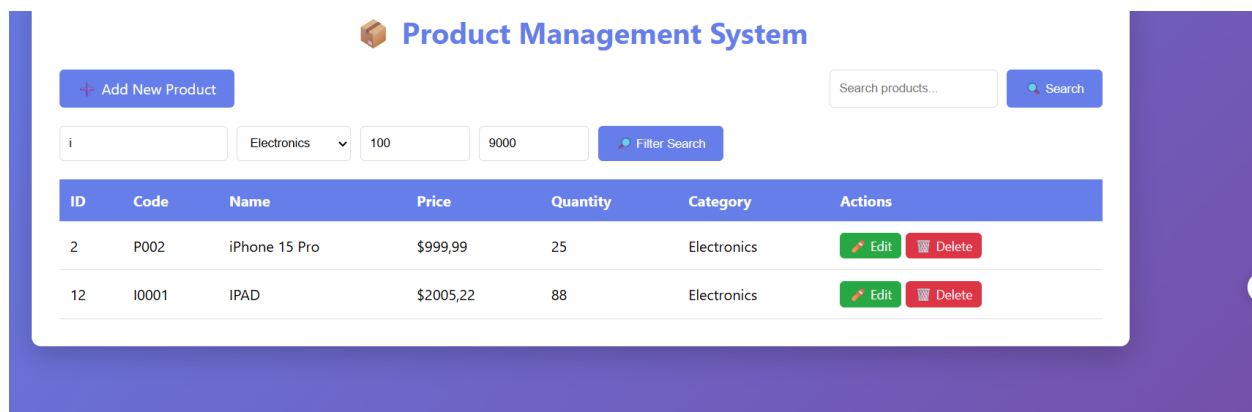 📦 Product Management System
➕ Add New Product
Search products...
🔍 Search
i
Electronics
100
9000
🔎 Filter Search
ID Code Name Price Quantity Category Actions
2 P002 iPhone 15 Pro $999,99 25 Electronics ✏️ Edit 🗑️ Delete
12 I0001 IPAD $2005,22 88 Electronics ✏️ Edit 🗑️ Delete